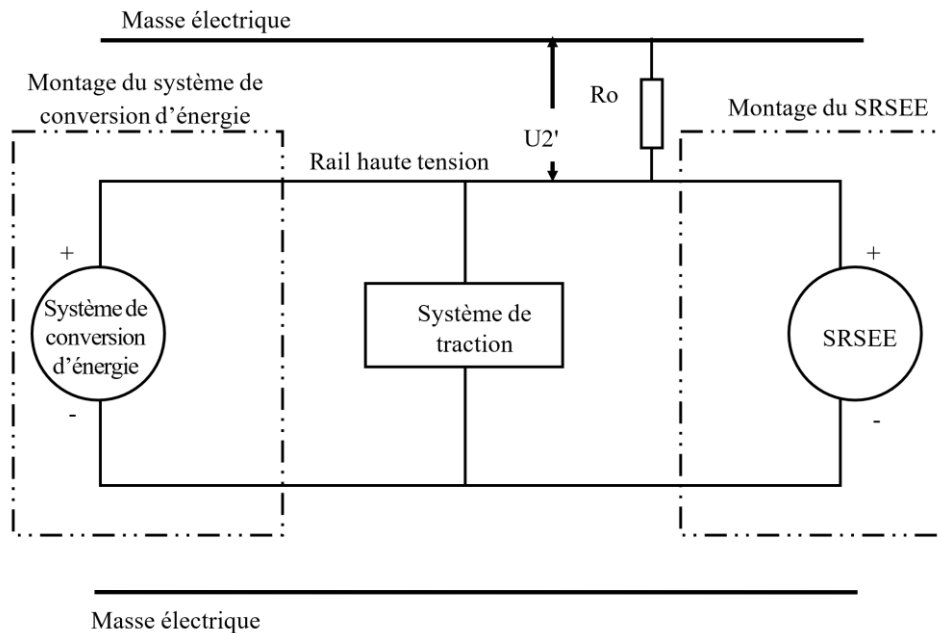 Masse électrique
Montage du système de
conversion d’énergie
Ro
Montage du SRSEE
U2'
Rail haute tension
+
+
Système de
conversion
d’énergie
Système de
traction
SRSEE
-
-
Masse électrique